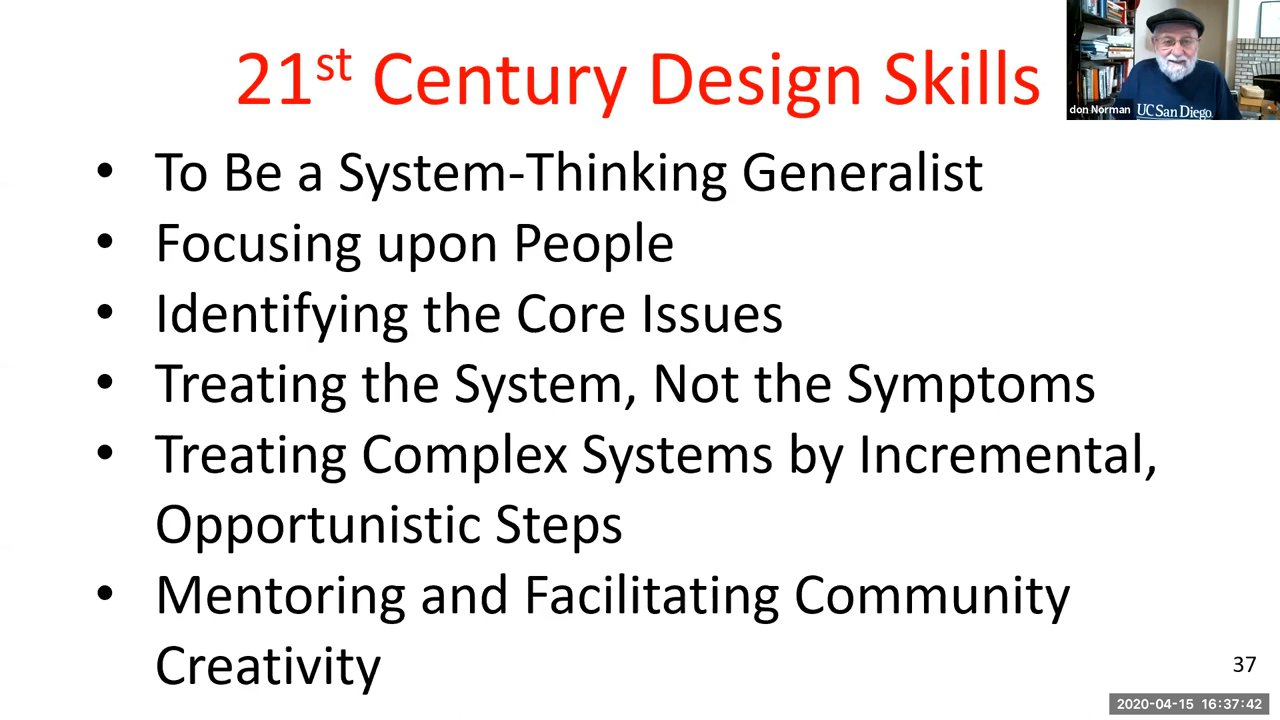 21st Century Design Skills
don Norman
UC San Diego
• To Be a System-Thinking Generalist
• Focusing upon People
• Identifying the Core Issues
• Treating the System, Not the Symptoms
• Treating Complex Systems by Incremental,
Opportunistic Steps
• Mentoring and Facilitating Community
Creativity
37
2020-04-15 16:37:42